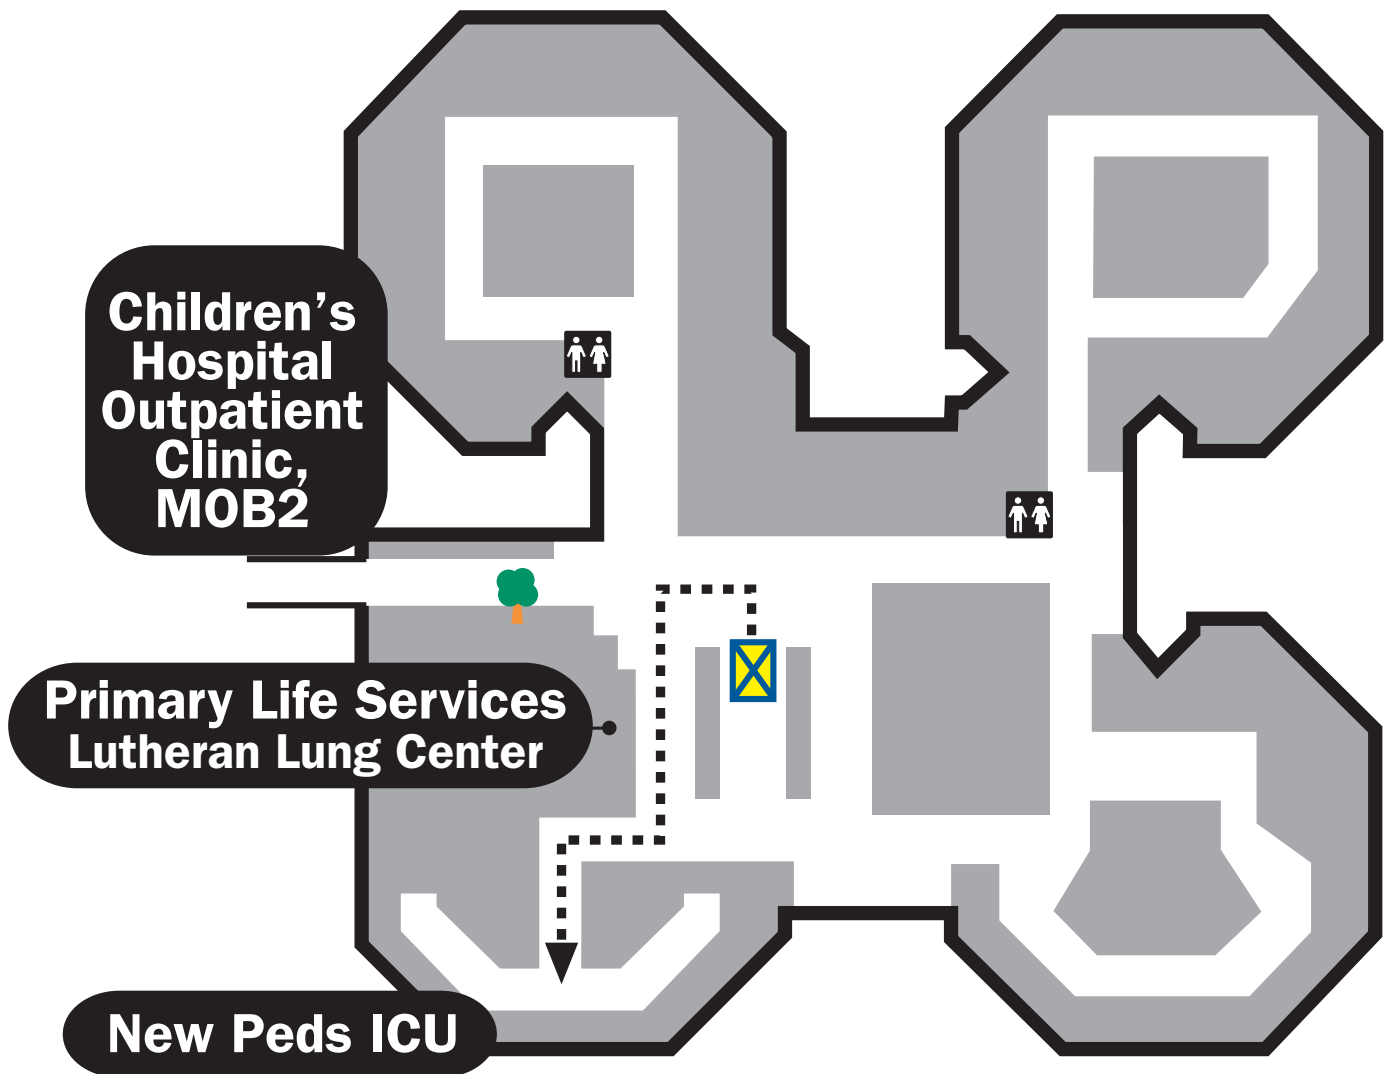 Children’s
Hospital
Outpatient
Clinic,
MOB2
Primary Life Services
Lutheran Lung Center
New Peds ICU